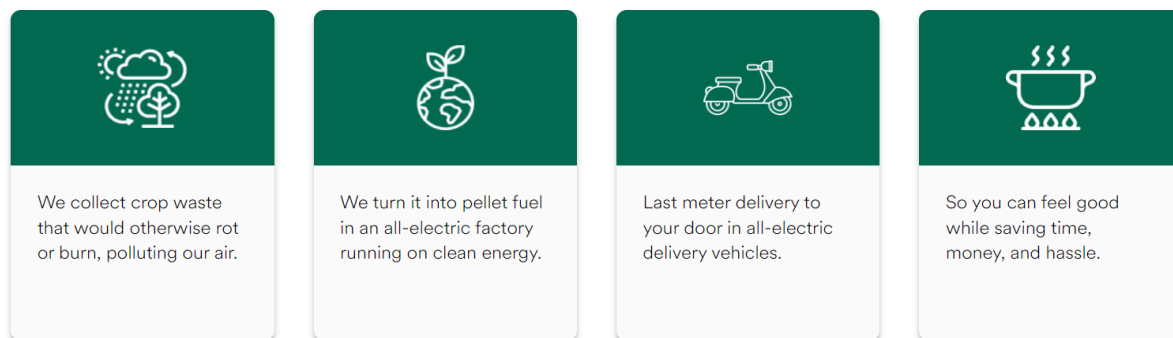 We collect crop waste
that would otherwise rot
or burn, polluting our air.
We turn it into pellet fuel
in an all-electric factory
running on clean energy.
Last meter delivery to
your door in all-electric
delivery vehicles.
So you can feel good
while saving time,
money, and hassle.